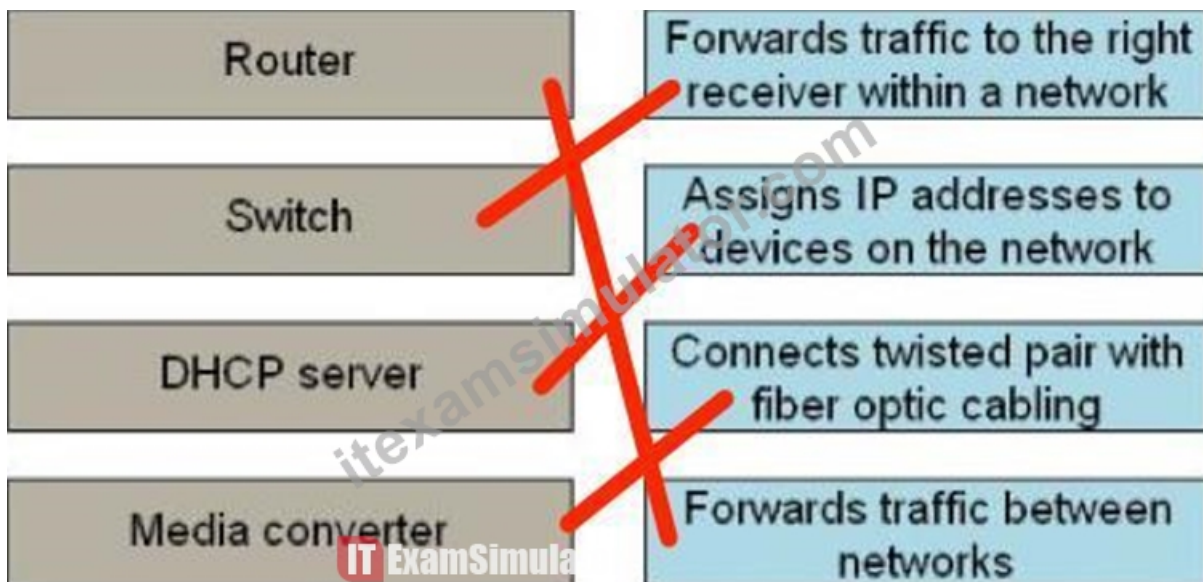 Router
Forwards traffic to the right
receiver within a network
Switch
Assigns IP addresses to
devices on the network
DHCP server
Connects twisted pair with
fiber optic cabling
Media converter
Forwards traffic between
networks
itexamsimulator.com
IT ExamSimula